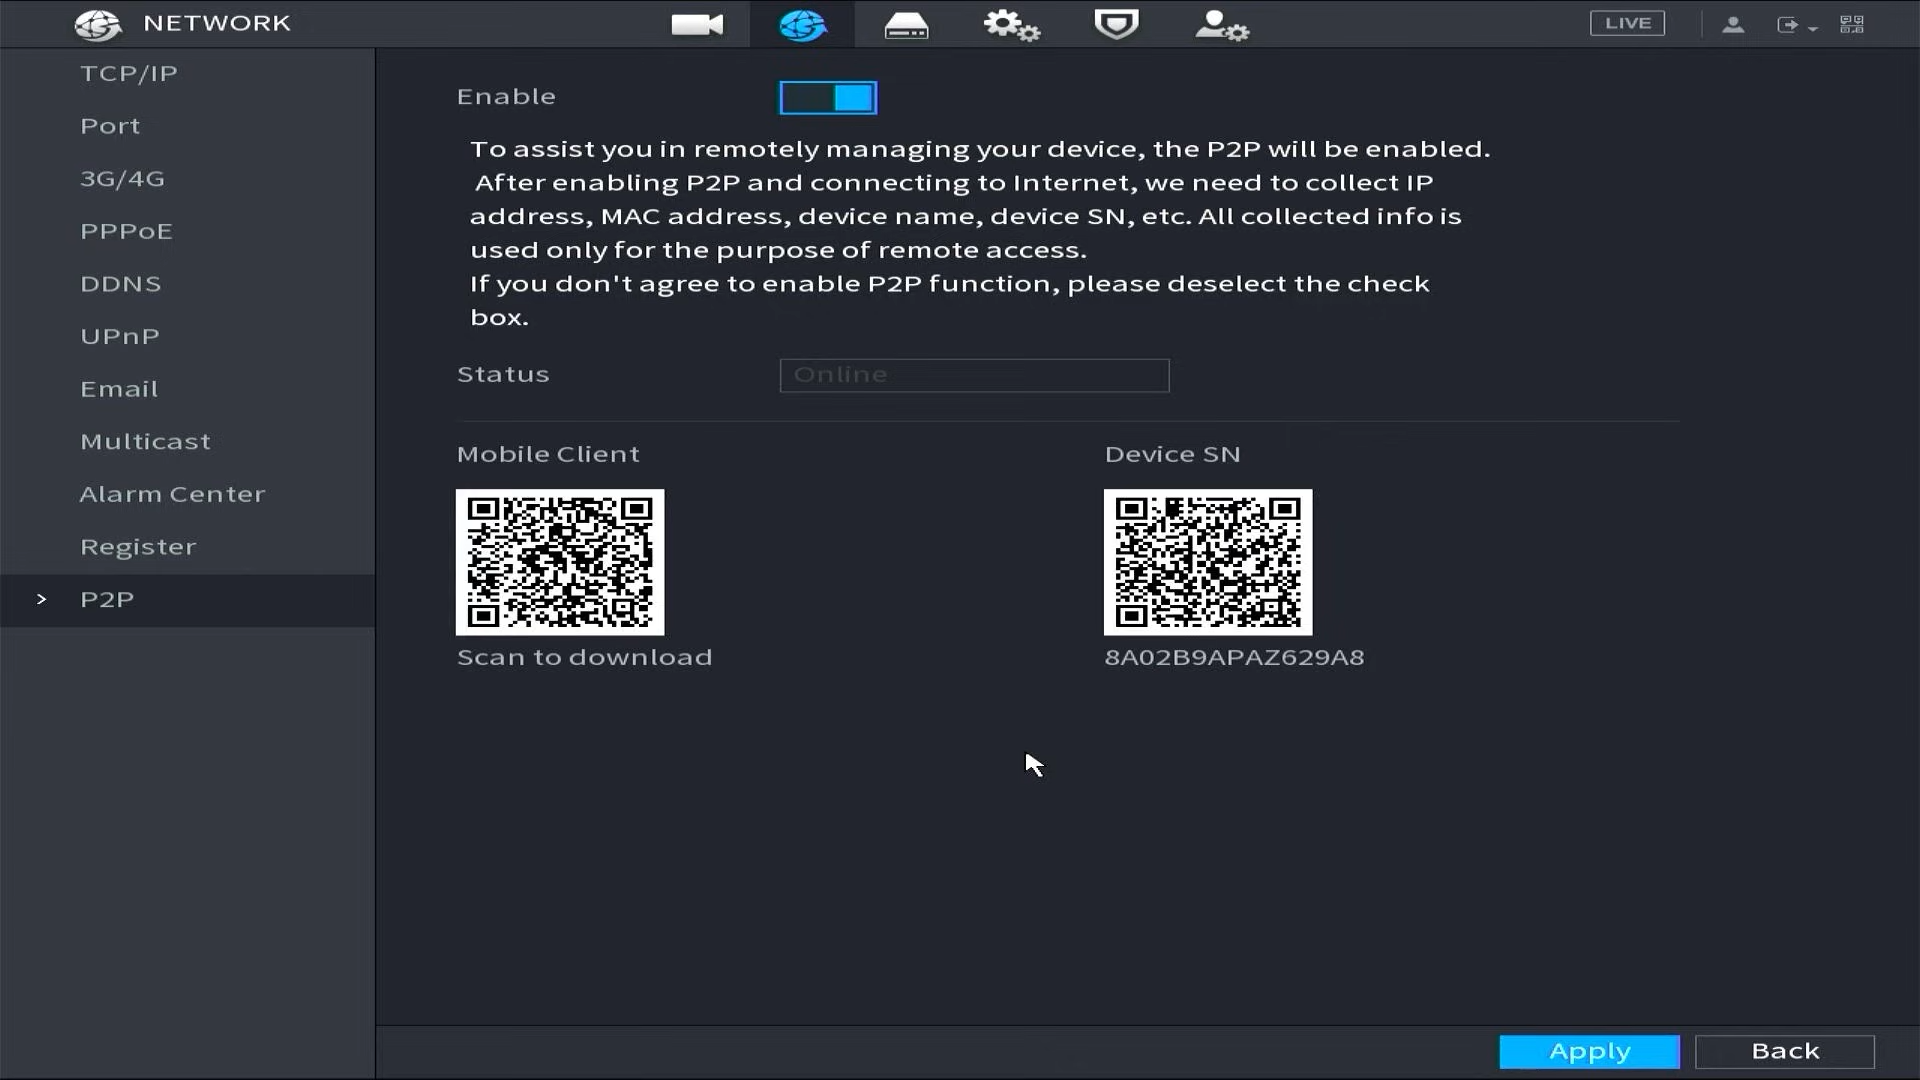 NETWORK
LIVE
TCP/IP
Port
3G/4G
PPPoE
DDNS
UPnP
Email
Multicast
Alarm Center
Register
> P2P
Enable
To assist you in remotely managing your device, the P2P will be enabled.
After enabling P2P and connecting to Internet, we need to collect IP
address, MAC address, device name, device SN, etc. All collected info is
used only for the purpose of remote access.
If you don't agree to enable P2P function, please deselect the check
box.
Status Online
Mobile Client
Scan to download
Device SN
8A02B9APAZ629A8
Apply Back